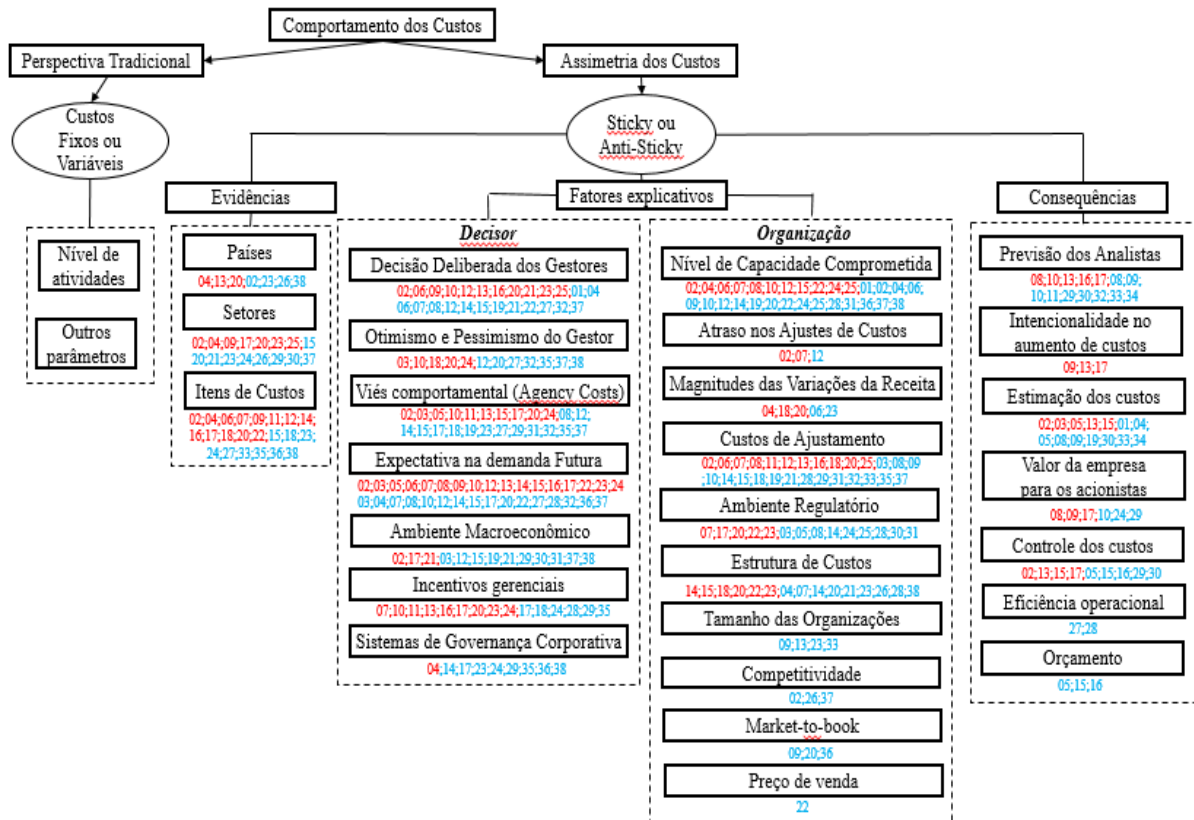 Comportamento dos Custos
Perspectiva Tradicional
Assimetria dos Custos
Custos
Fixos ou
Variáveis
Sticky ou
Anti-Sticky
Evidências
Fatores explicativos
Consequências
Nível de
atividades
Outros
parâmetros
Países
04;13;20;02;23;26;38
Setores
02;04;09;17;20;23;25;15
20;21;23;24;26;29;30;37
Itens de Custos
02;04;06;07;09;11;12;14;
16;17;18;20;22;15;18;23;
24;27;33;35;36;38
Decisor
Decisão Deliberada dos Gestores
02;06;09;10;12;13;16;20;21;23;25;01;04
06;07;08;12;14;15;19;21;22;27;32;37
Otimismo e Pessimismo do Gestor
03;10;18;20;24;12;20;27;32;35;37;38
Viés comportamental (Agency Costs)
02;03;05;10;11;13;15;17;20;24;08;12;
14;15;17;18;19;23;27;29;31;32;35;37
Expectativa na demanda Futura
02;03;05;06;07;08;09;10;12;13;14;15;16;17;22;23;24
03;04;07;08;10;12;14;15;17;20;22;27;28;32;36;37
Ambiente Macroeconômico
02;17;21;03;12;15;19;21;29;30;31;37;38
Incentivos gerenciais
07;10;11;13;16;17;20;23;24;17;18;24;28;29;35
Sistemas de Governança Corporativa
04;14;17;23;24;29;35;36;38
Organização
Nível de Capacidade Comprometida
02;04;06;07;08;10;12;15;22;24;25;01;02;04;06;
09;10;12;14;19;20;22;24;25;28;31;36;37;38
Atraso nos Ajustes de Custos
02;07;12
Magnitudes das Variações da Receita
04;18;20;06;23
Custos de Ajustamento
02;06;07;08;11;12;13;16;18;20;25;03;08;09
;10;14;15;18;19;21;28;29;31;32;33;35;37
Ambiente Regulatório
07;17;20;22;23;03;05;08;14;24;25;28;30;31
Estrutura de Custos
14;15;18;20;22;23;04;07;14;20;21;23;26;28;38
Tamanho das Organizações
09;13;23;33
Competitividade
02;26;37
Market-to-book
09;20;36
Preço de venda
22
Previsão dos Analistas
08;10;13;16;17;08;09;
10;11;29;30;32;33;34
Intencionalidade no
aumento de custos
09;13;17
Estimação dos custos
02;03;05;13;15;01;04;
05;08;09;19;30;33;34
Valor da empresa
para os acionistas
08;09;17;10;24;29
Controle dos custos
02;13;15;17;05;15;16;29;30
Eficiência operacional
27;28
Orçamento
05;15;16